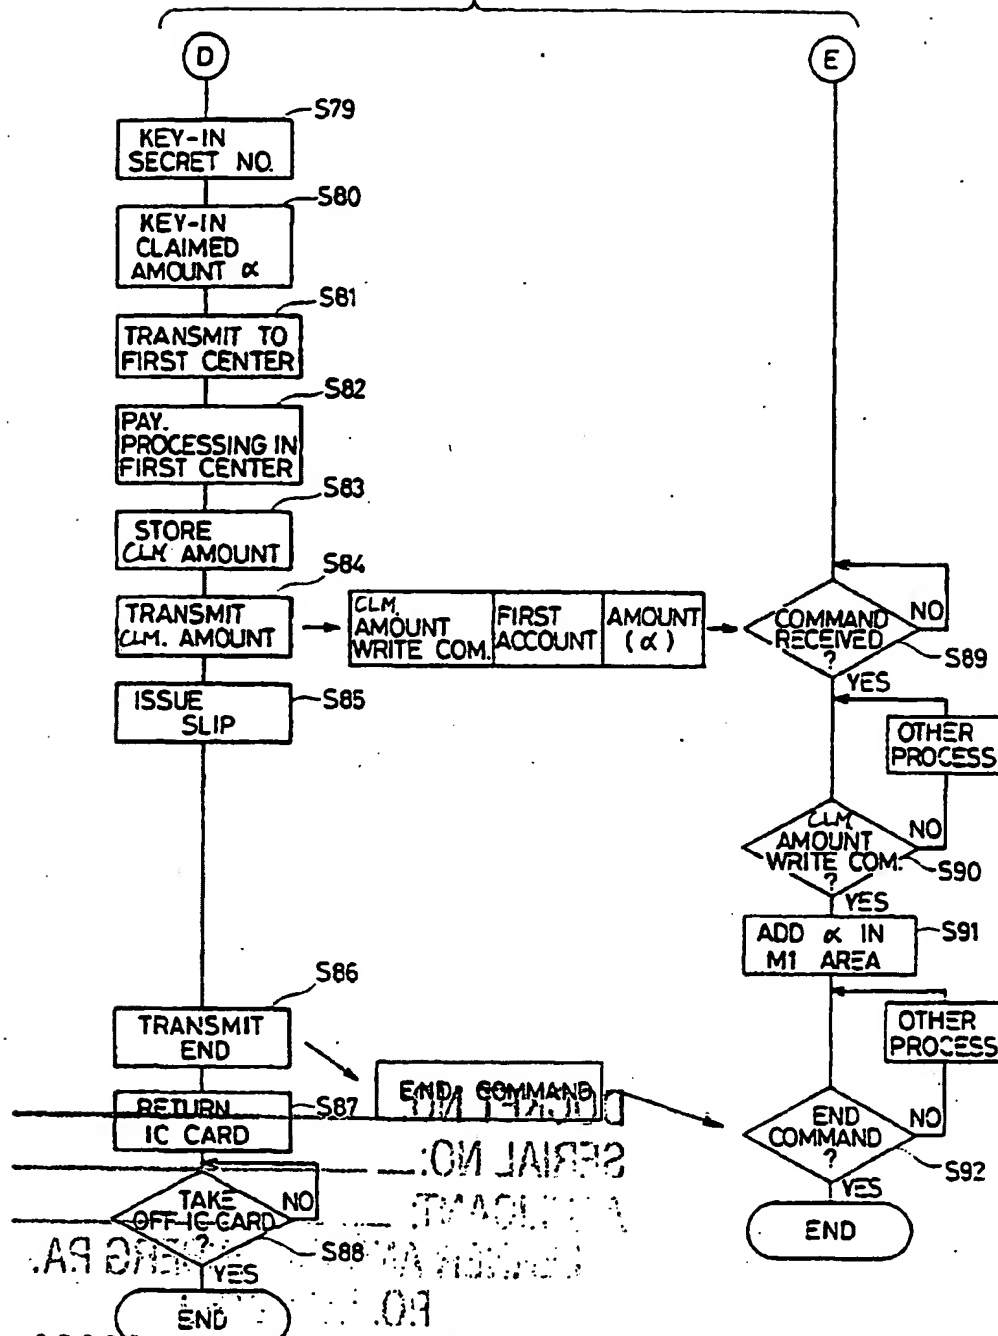 D
E
S79
KEY-IN
SECRET NO.
S80
KEY-IN
CLAIMED
AMOUNT α
S81
TRANSMIT TO
FIRST CENTER
S82
PAY.
PROCESSING IN
FIRST CENTER
S83
STORE
CLM AMOUNT
S84
TRANSMIT
CLM. AMOUNT
CLM.
AMOUNT
WRITE COM.
FIRST
ACCOUNT
AMOUNT
(α)
COMMAND
RECEIVED
?
NO
S89
YES
ISSUE
SLIP
S85
OTHER
PROCESS
CLM
AMOUNT
WRITE COM.
?
NO
S90
YES
ADD α IN
M1 AREA
S91
S86
TRANSMIT
END
OTHER
PROCESS
END COMMAND
RETURN
IC CARD
S87
END
COMMAND
?
NO
S92
YES
TAKE
OFF IC CARD
?
NO
S88
YES
END
END
DOCKET NO:
SERIAL NO:
P.A.
P.O.